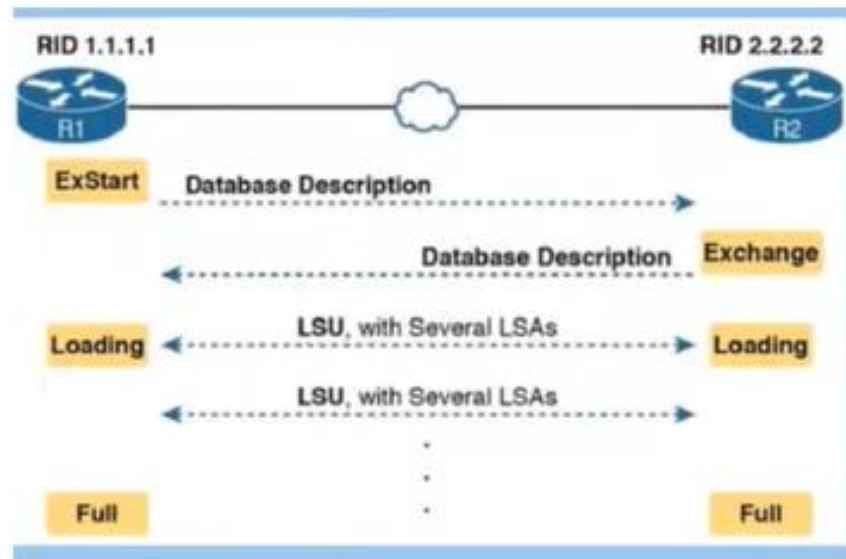 RID 1.1.1.1
RID 2.2.2.2
R1
R2
ExStart
Database Description
Database Description
Exchange
Loading
LSU, with Several LSAs
Loading
LSU, with Several LSAs
Full
Full